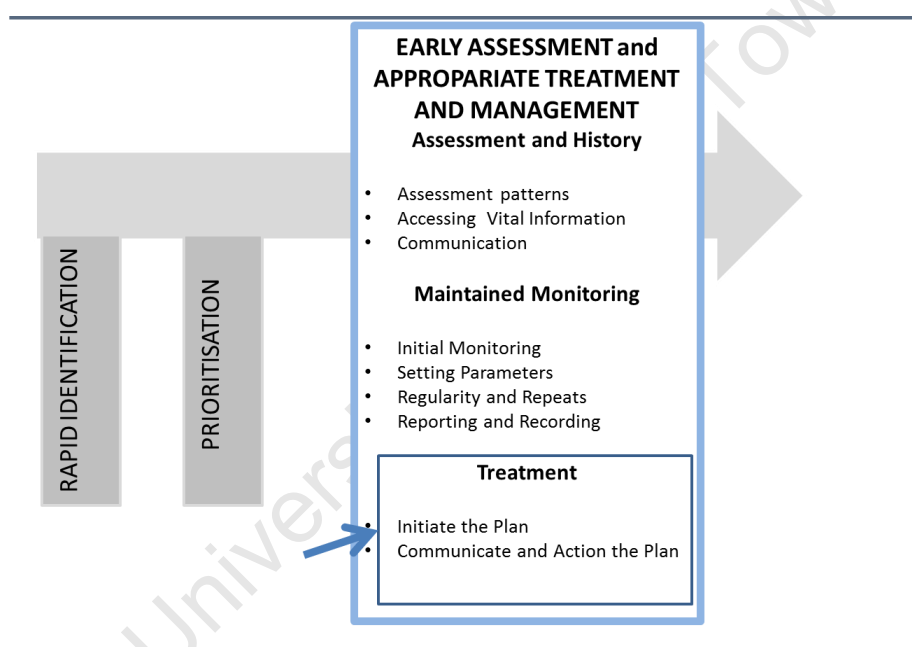 EARLY ASSESSMENT and
APPROPARIATE TREATMENT
AND MANAGEMENT
Assessment and History
• Assessment patterns
• Accessing Vital Information
• Communication
Maintained Monitoring
• Initial Monitoring
• Setting Parameters
• Regularity and Repeats
• Reporting and Recording
Treatment
• Initiate the Plan
• Communicate and Action the Plan
RAPID IDENTIFICATION
PRIORITISATION